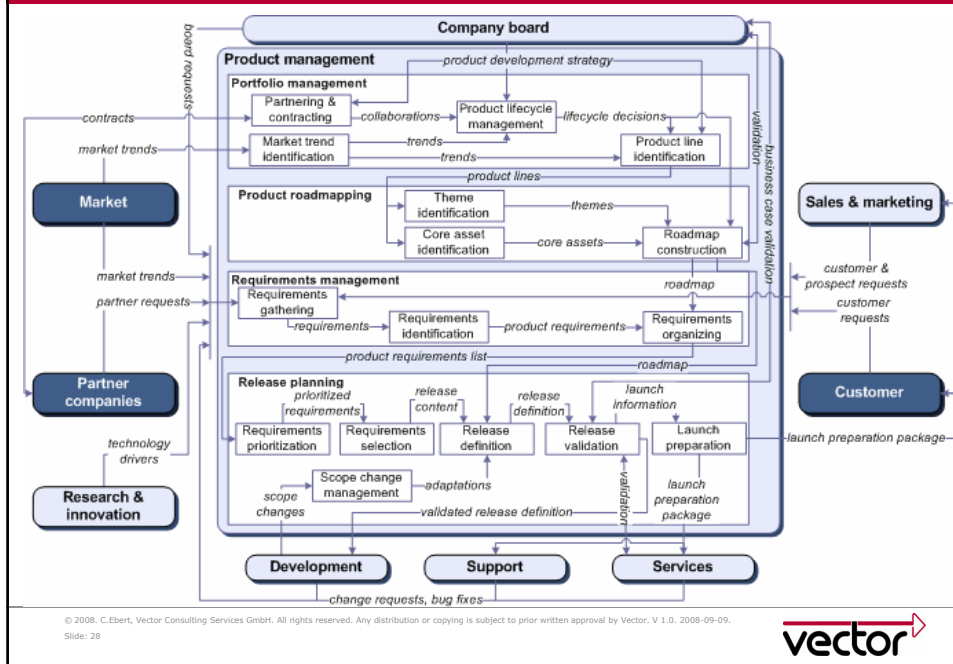 Company board
board requests
Product management
product development strategy
Portfolio management
Partnering &
contracting
collaborations
Product lifecycle
management
lifecycle decisions
contracts
market trends
Market trend
identification
trends
trends
Product line
identification
validation
business case validation
product lines
Market
Product roadmapping
Theme
identification
themes
Core asset
identification
core assets
Roadmap
construction
Sales & marketing
market trends
partner requests
Requirements management
roadmap
Requirements
gathering
requirements
Requirements
identification
product requirements
Requirements
organizing
customer &
prospect requests
customer
requests
product requirements list
roadmap
Partner
companies
Release planning
prioritized
requirements
release
content
release
definition
launch
information
Customer
Requirements
prioritization
Requirements
selection
Release
definition
Release
validation
Launch
preparation
launch preparation package
technology
drivers
Research &
innovation
scope
changes
Scope change
management
adaptations
validated release definition
validation
launch
preparation
package
Development
Support
Services
change requests, bug fixes
© 2008. C.Ebert, Vector Consulting Services GmbH. All rights reserved. Any distribution or copying is subject to prior written approval by Vector. V 1.0. 2008-09-09.
Slide: 28
vector